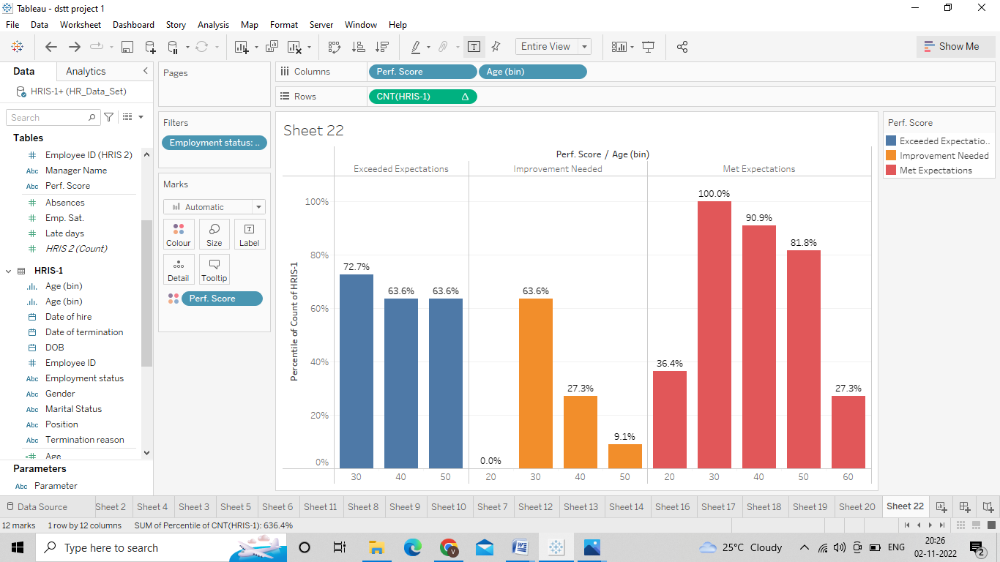 Tableau - dstt project 1
File Data Worksheet Dashboard Story Analysis Map Format Server Window Help
Entire View
Show Me
Data Analytics
HRIS-1+ (HR_Data_Set)
Search
Tables
# Employee ID (HRIS 2)
Abc Manager Name
Abc Perf. Score
# Absences
# Emp. Sat.
# Late days
# HRIS 2 (Count)
HRIS-1
Age (bin)
Age (bin)
Date of hire
Date of termination
DOB
# Employee ID
Abc Employment status
Abc Gender
Abc Marital Status
Abc Position
Abc Termination reason
=# Age
Parameters
Abc Parameter
Pages
Filters
Employment status: ..
Marks
Automatic
Colour Size Label
Detail Tooltip
Perf. Score
Columns Perf. Score Age (bin)
Rows CNT(HRIS-1) Δ
Sheet 22
Perf. Score / Age (bin)
Exceeded Expectations Improvement Needed Met Expectations
Percentile of Count of HRIS-1
100%
80%
60%
40%
20%
0%
72.7% 63.6% 63.6% 0.0% 63.6% 27.3% 9.1% 36.4% 100.0% 90.9% 81.8% 27.3%
30 40 50 20 30 40 50 20 30 40 50 60
Perf. Score
Exceeded Expectatio..
Improvement Needed
Met Expectations
Data Source Sheet 2 Sheet 4 Sheet 3 Sheet 5 Sheet 6 Sheet 11 Sheet 8 Sheet 9 Sheet 10 Sheet 7 Sheet 12 Sheet 13 Sheet 14 Sheet 16 Sheet 17 Sheet 18 Sheet 19 Sheet 20 Sheet 22
12 marks 1 row by 12 columns SUM of Percentile of CNT(HRIS-1): 636.4%
Type here to search
V
W
25°C Cloudy
ENG
20:26
02-11-2022
2